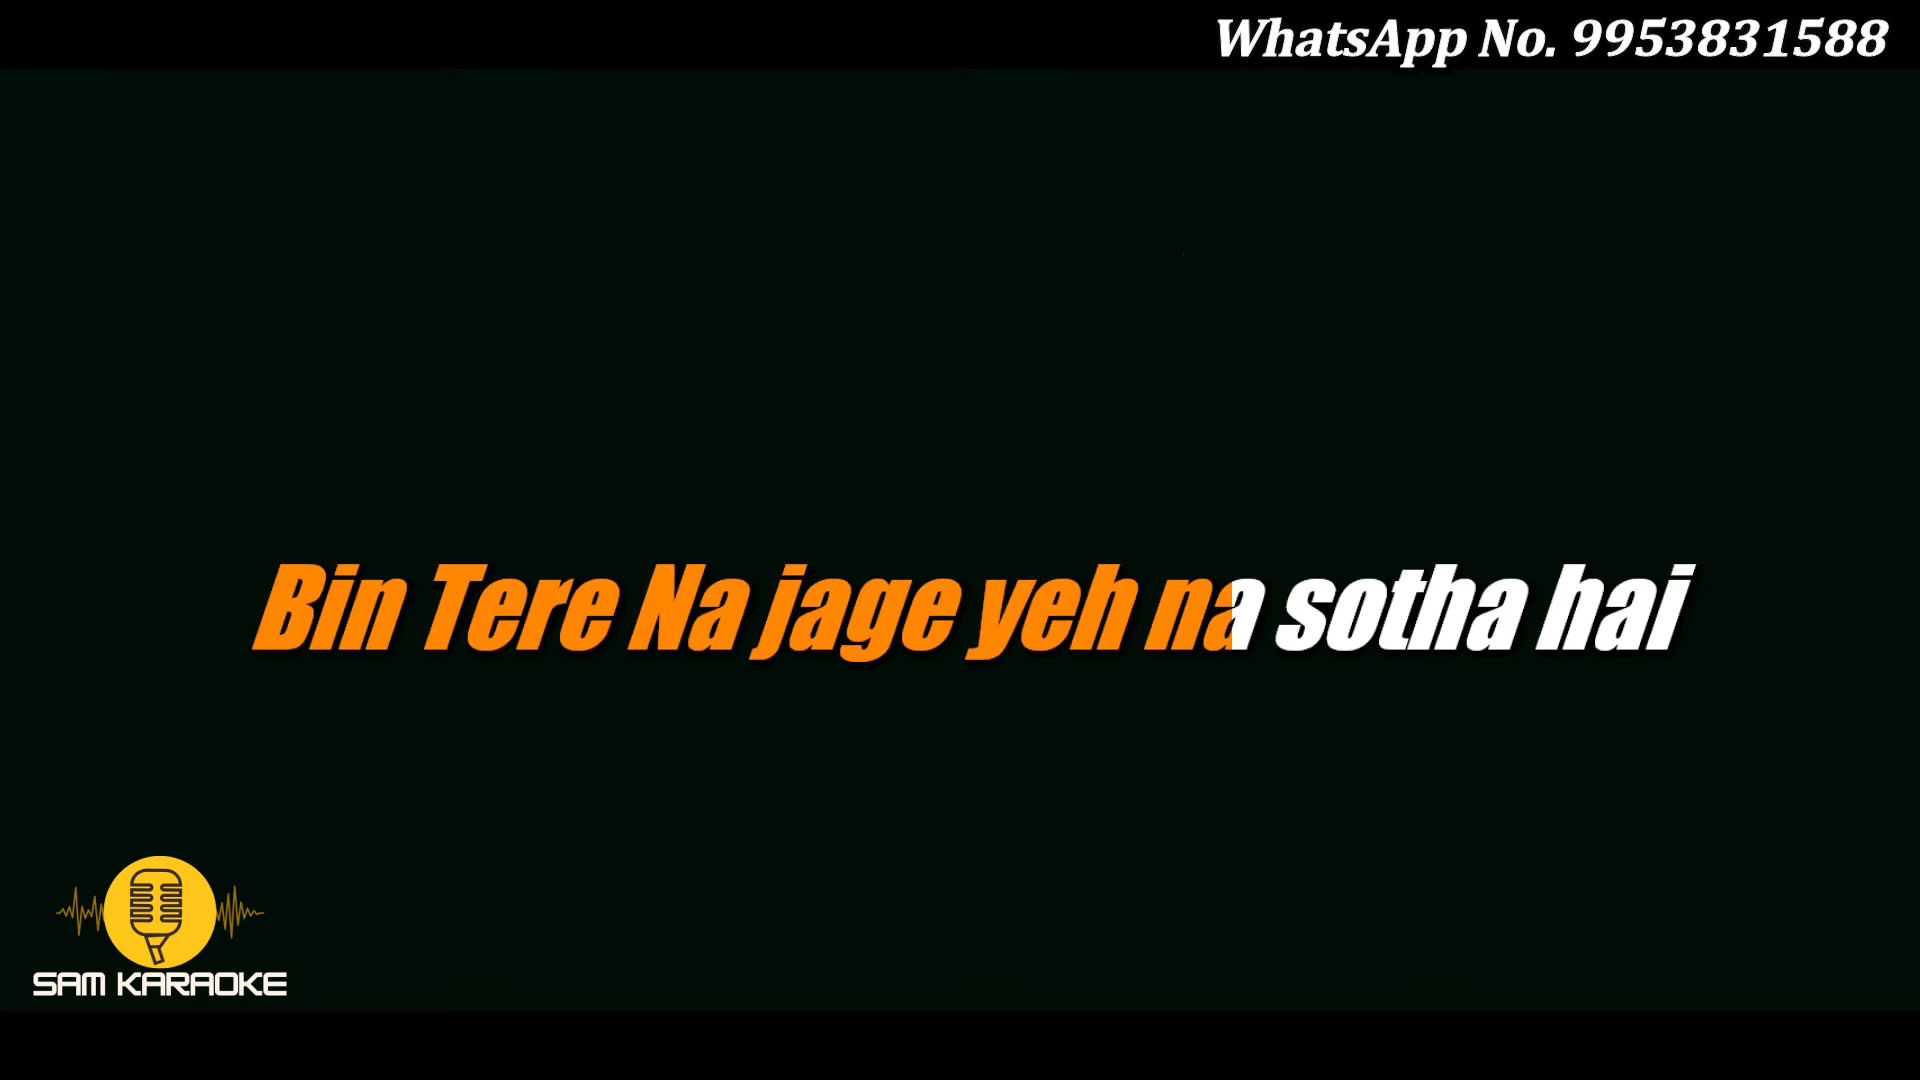 WhatsApp No. 9953831588
Bin Tere Na jage yeh na sotha hai
SAM KARAOKE